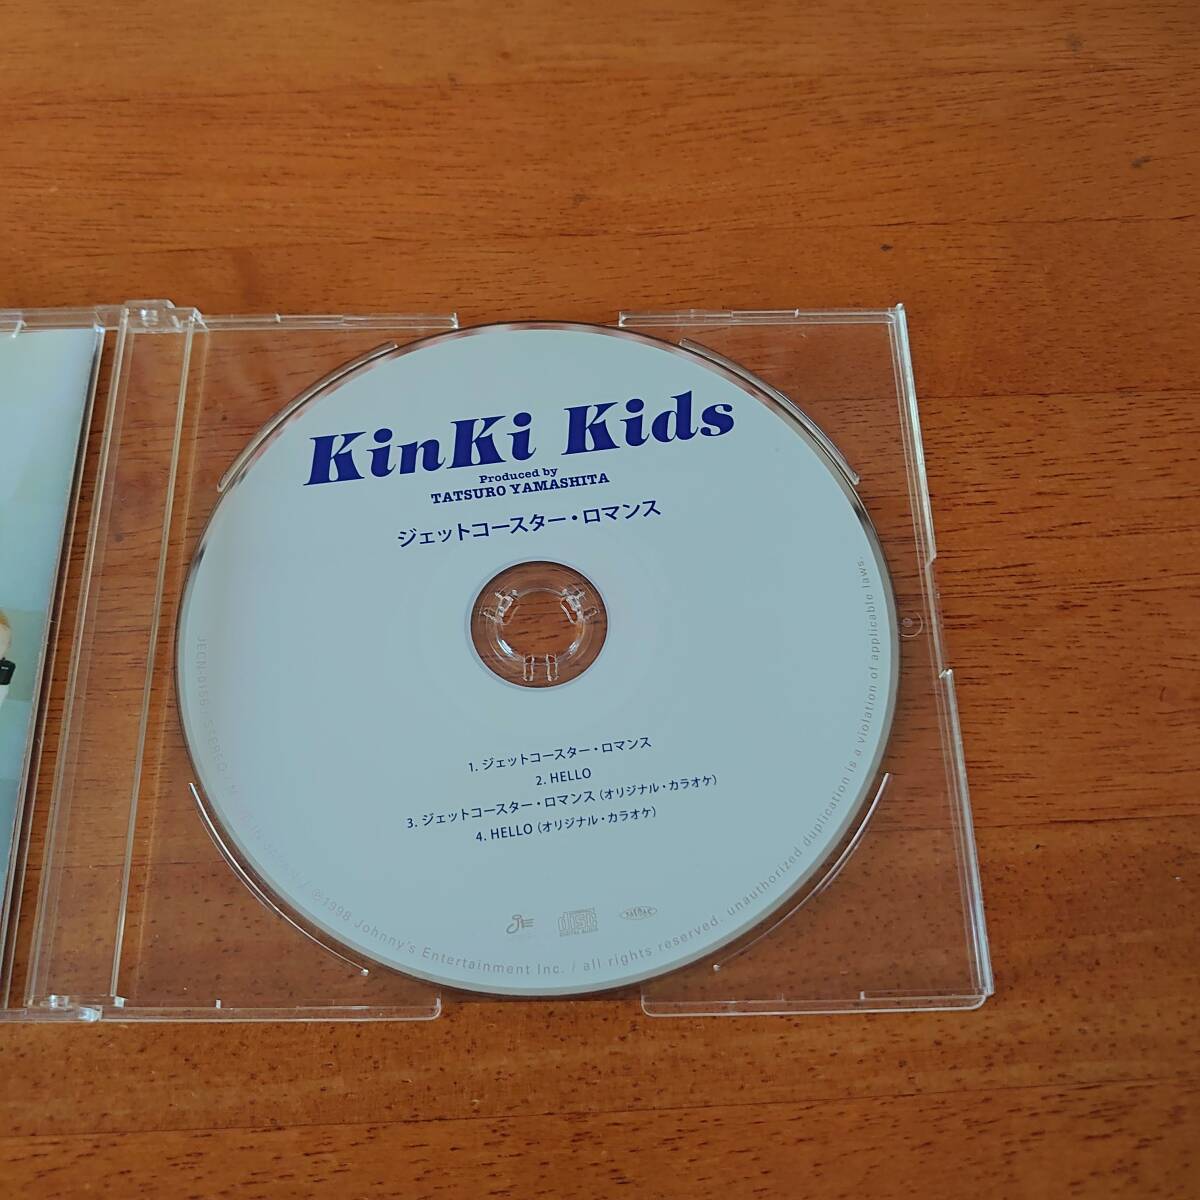 KinKi Kids
Produced by
TATSURO YAMASHITA
ジェットコースター・ロマンス
1. ジェットコースター・ロマンス
2. HELLO
3. ジェットコースター・ロマンス (オリジナル・カラオケ)
4. HELLO (オリジナル・カラオケ)
JE
disc
DIGITAL AUDIO
℗1998 Johnny's Entertainment Inc. / all rights reserved. unauthorized duplication is a violation of applicable laws.